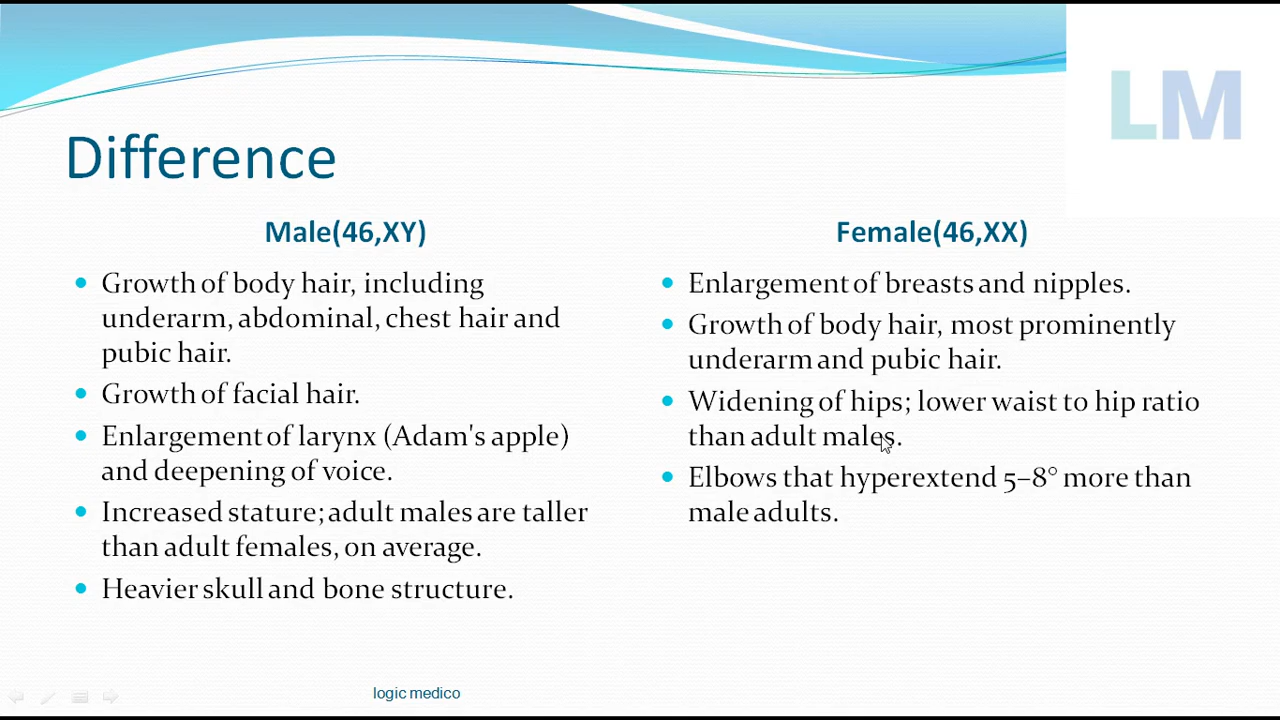 LM
Difference
Male(46,XY)
Growth of body hair, including
underarm, abdominal, chest hair and
pubic hair.
Growth of facial hair.
Enlargement of larynx (Adam's apple)
and deepening of voice.
Increased stature; adult males are taller
than adult females, on average.
Heavier skull and bone structure.
Female(46,XX)
Enlargement of breasts and nipples.
Growth of body hair, most prominently
underarm and pubic hair.
Widening of hips; lower waist to hip ratio
than adult males.
Elbows that hyperextend 5–8° more than
male adults.
logic medico